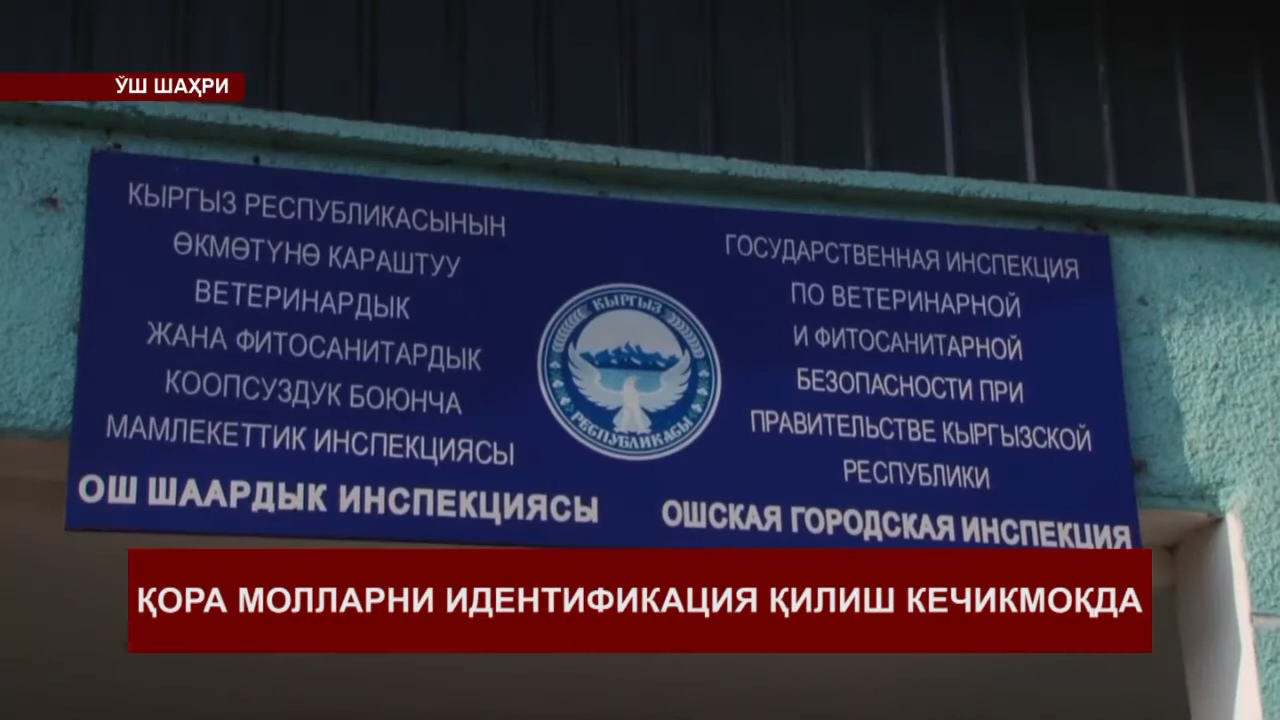 ЎШ ШАҲРИ
КЫРГЫЗ РЕСПУБЛИКАСЫНЫН
ӨКМӨТҮНӨ КАРАШТУУ
ВЕТЕРИНАРДЫК
ЖАНА ФИТОСАНИТАРДЫК
КООПСУЗДУК БОЮНЧА
МАМЛЕКЕТТИК ИНСПЕКЦИЯСЫ
ОШ ШААРДЫК ИНСПЕКЦИЯСЫ
КЫРГЫЗ
РЕСПУБЛИКАСЫ
ГОСУДАРСТВЕННАЯ ИНСПЕКЦИЯ
ПО ВЕТЕРИНАРНОЙ
И ФИТОСАНИТАРНОЙ
БЕЗОПАСНОСТИ ПРИ
ПРАВИТЕЛЬСТВЕ КЫРГЫЗСКОЙ
РЕСПУБЛИКИ
ОШСКАЯ ГОРОДСКАЯ ИНСПЕКЦИЯ
ҚОРА МОЛЛАРНИ ИДЕНТИФИКАЦИЯ ҚИЛИШ КЕЧИКМОҚДА